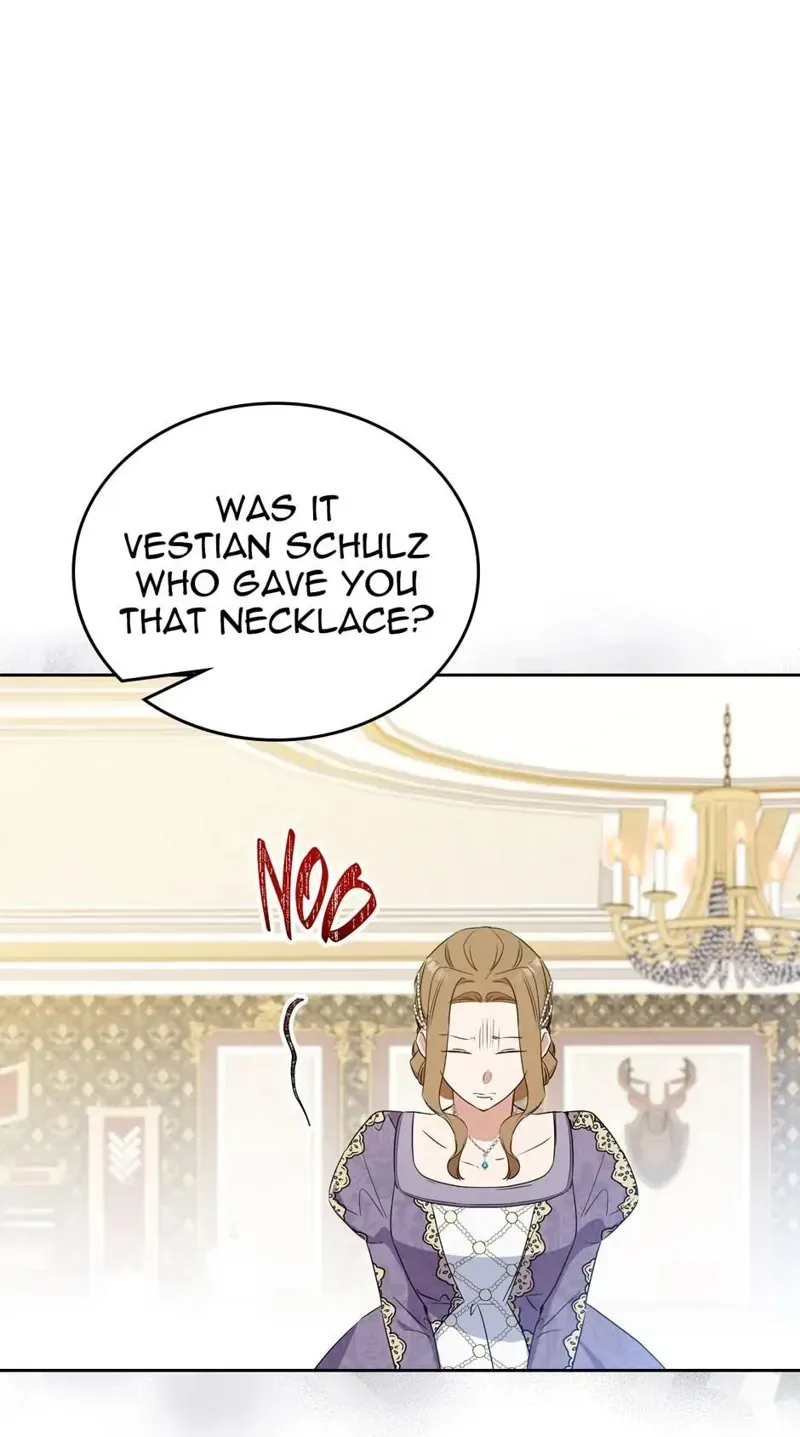 WAS IT
VESTIAN SCHULZ
WHO GAVE YOU
THAT NECKLACE?
NOD